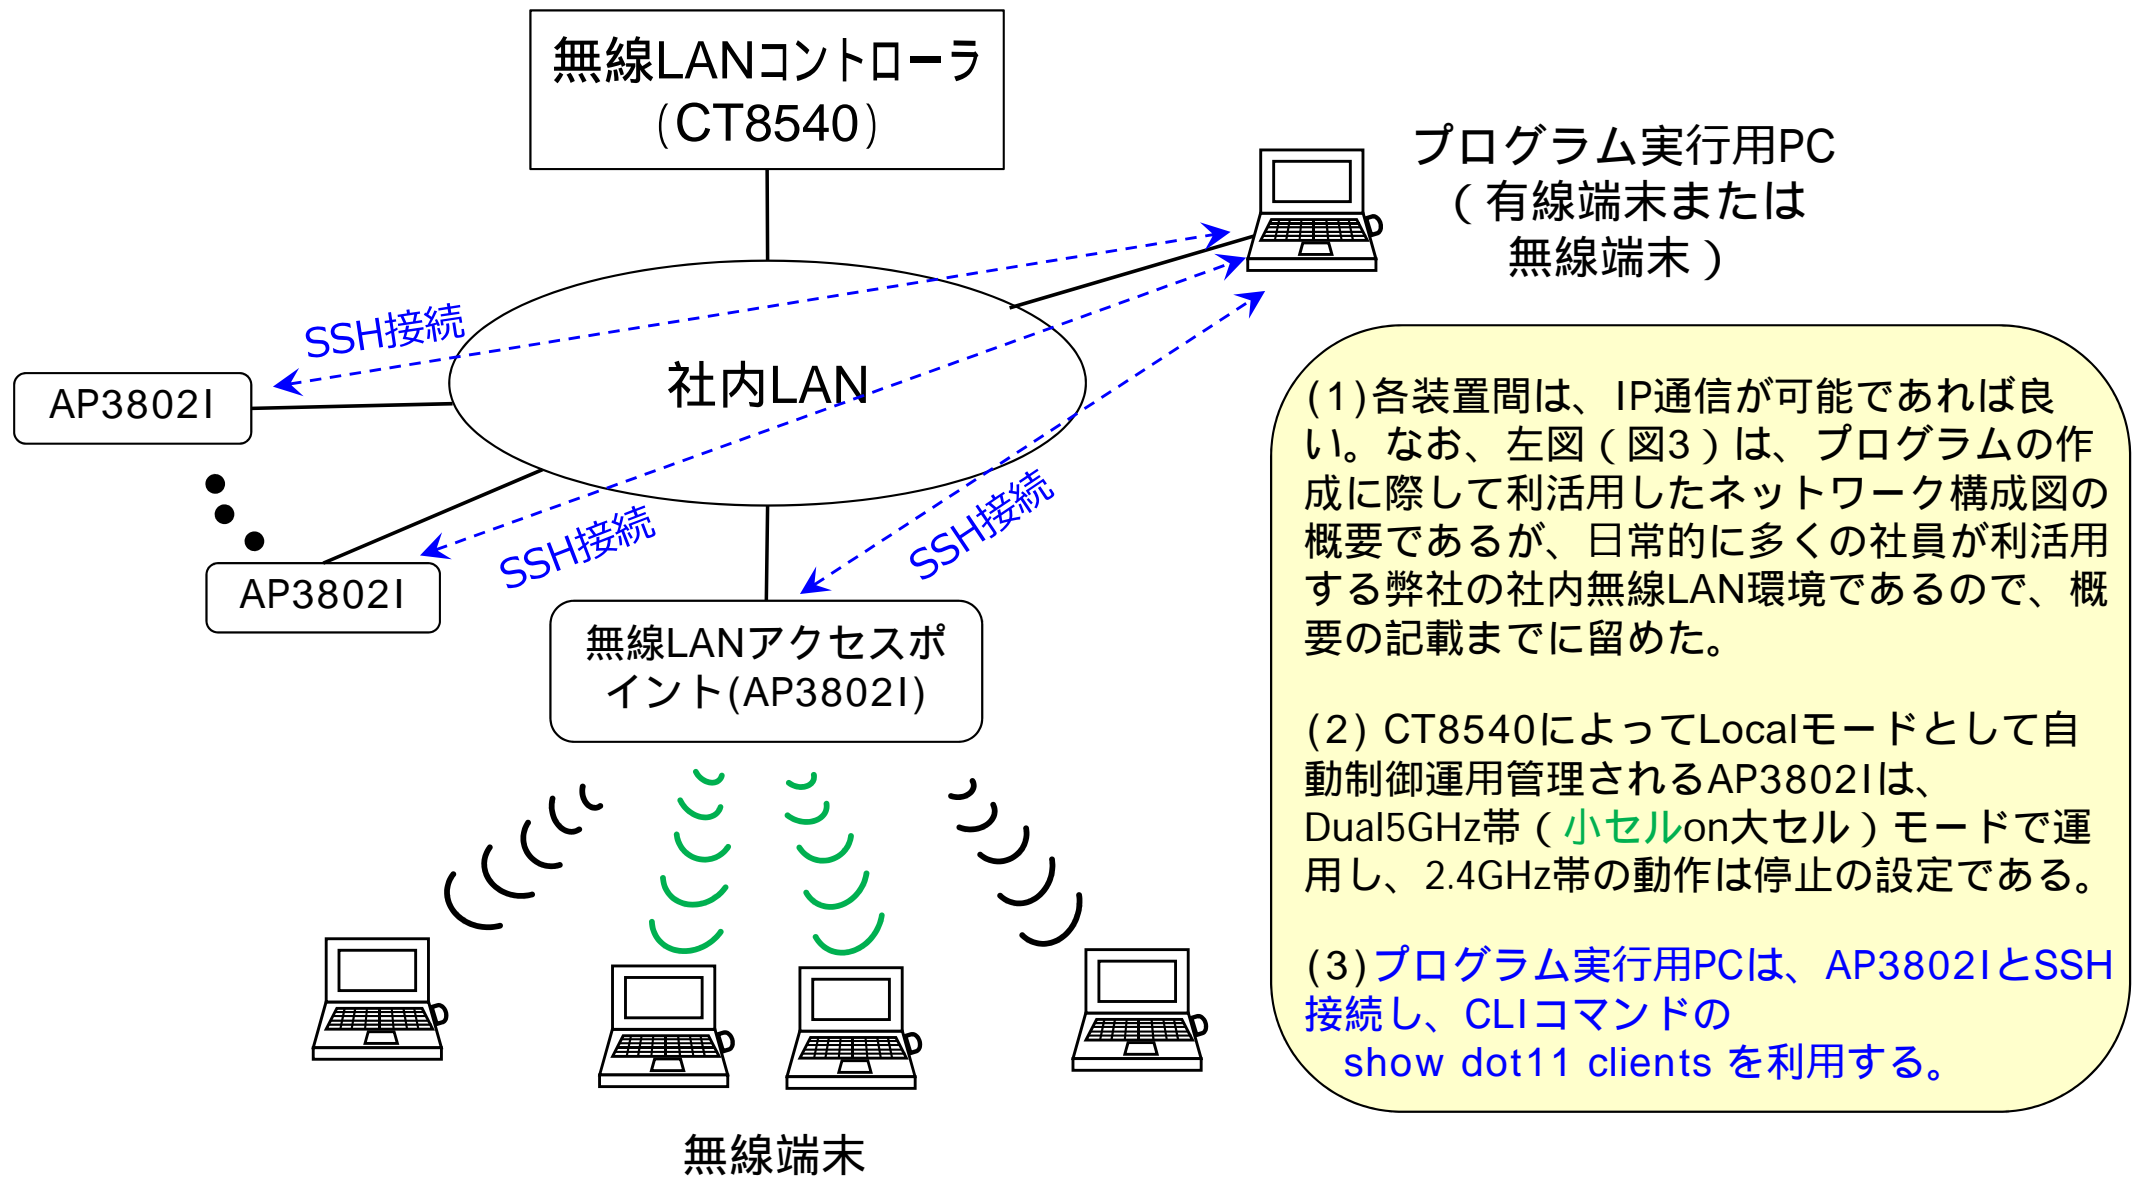 無線LANコントローラ
(CT8540)
プログラム実行用PC
(有線端末または
無線端末)
SSH接続
社内LAN
AP3802I
SSH接続
SSH接続
AP3802I
無線LANアクセスポ
イント(AP3802I)
無線端末
(1)各装置間は、IP通信が可能であれば良
い。なお、左図(図3)は、プログラムの作
成に際して利活用したネットワーク構成図の
概要であるが、日常的に多くの社員が利活用
する弊社の社内無線LAN環境であるので、概
要の記載までに留めた。
(2) CT8540によってLocalモードとして自
動制御運用管理されるAP3802Iは、
Dual5GHz帯(小セルon大セル)モードで運
用し、2.4GHz帯の動作は停止の設定である。
(3)プログラム実行用PCは、AP3802IとSSH
接続し、CLIコマンドの
show dot11 clients を利用する。